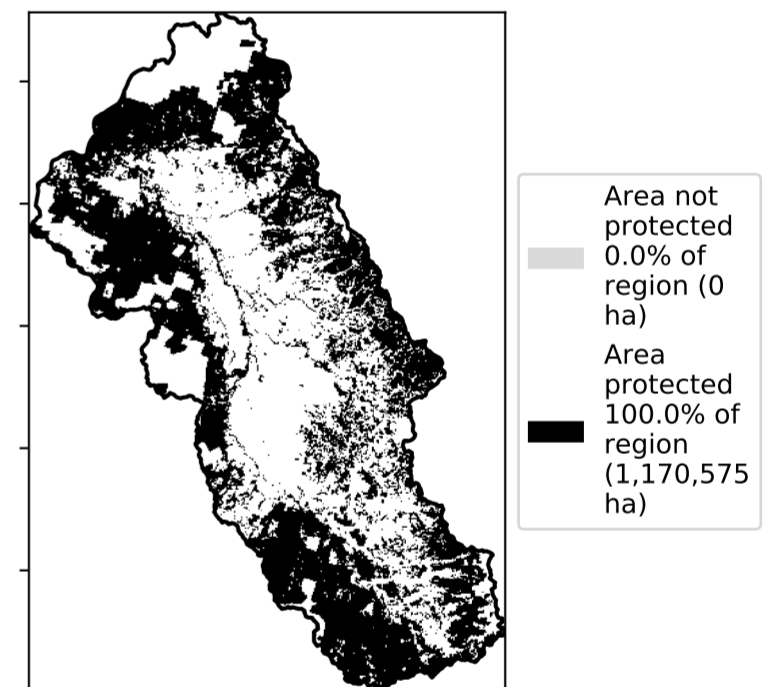 Area not
protected
0.0% of
region (0
ha)
Area
protected
100.0% of
region
(1,170,575
ha)